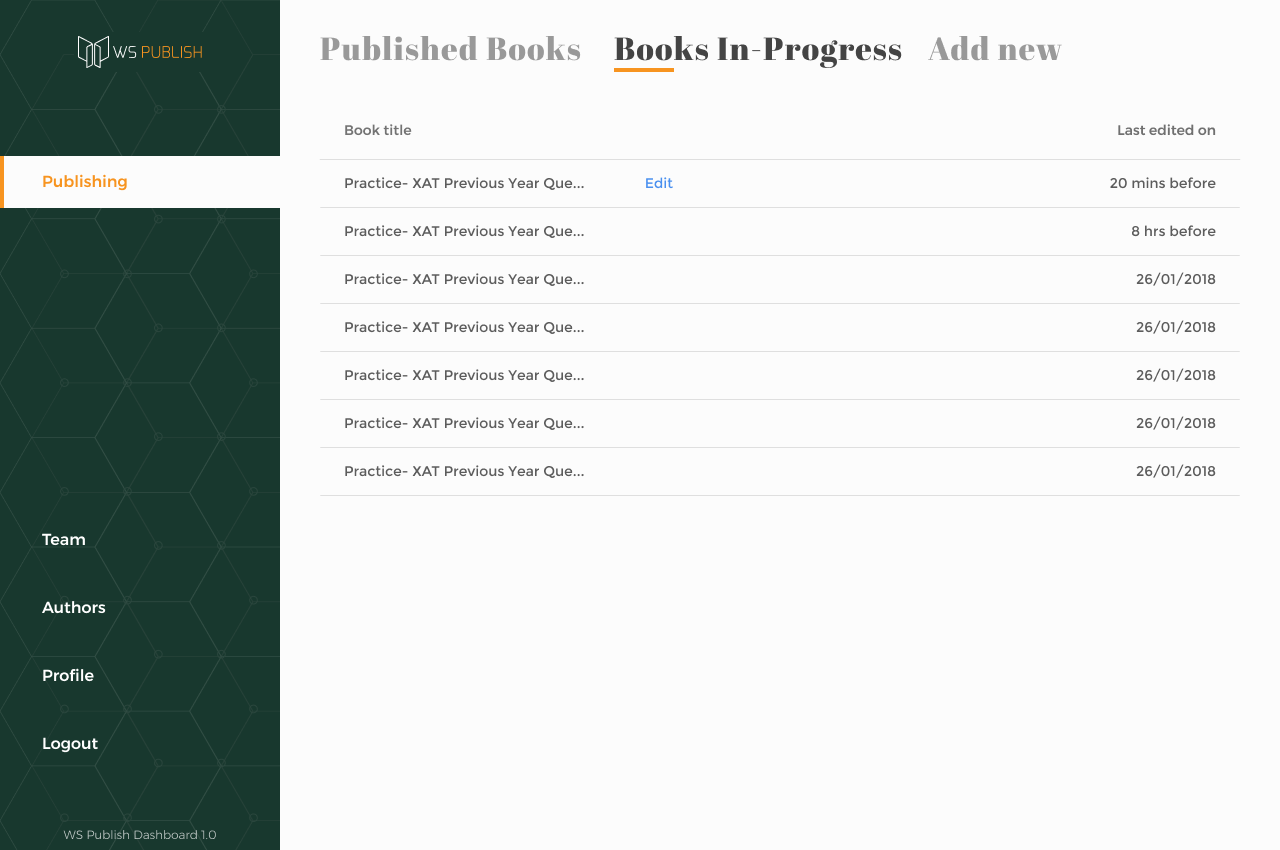 WS PUBLISH
Published Books Books In-Progress Add new
Book title Last edited on
Publishing
Practice- XAT Previous Year Que... Edit 20 mins before
Practice- XAT Previous Year Que... 8 hrs before
Practice- XAT Previous Year Que... 26/01/2018
Practice- XAT Previous Year Que... 26/01/2018
Practice- XAT Previous Year Que... 26/01/2018
Practice- XAT Previous Year Que... 26/01/2018
Practice- XAT Previous Year Que... 26/01/2018
Team
Authors
Profile
Logout
WS Publish Dashboard 1.0